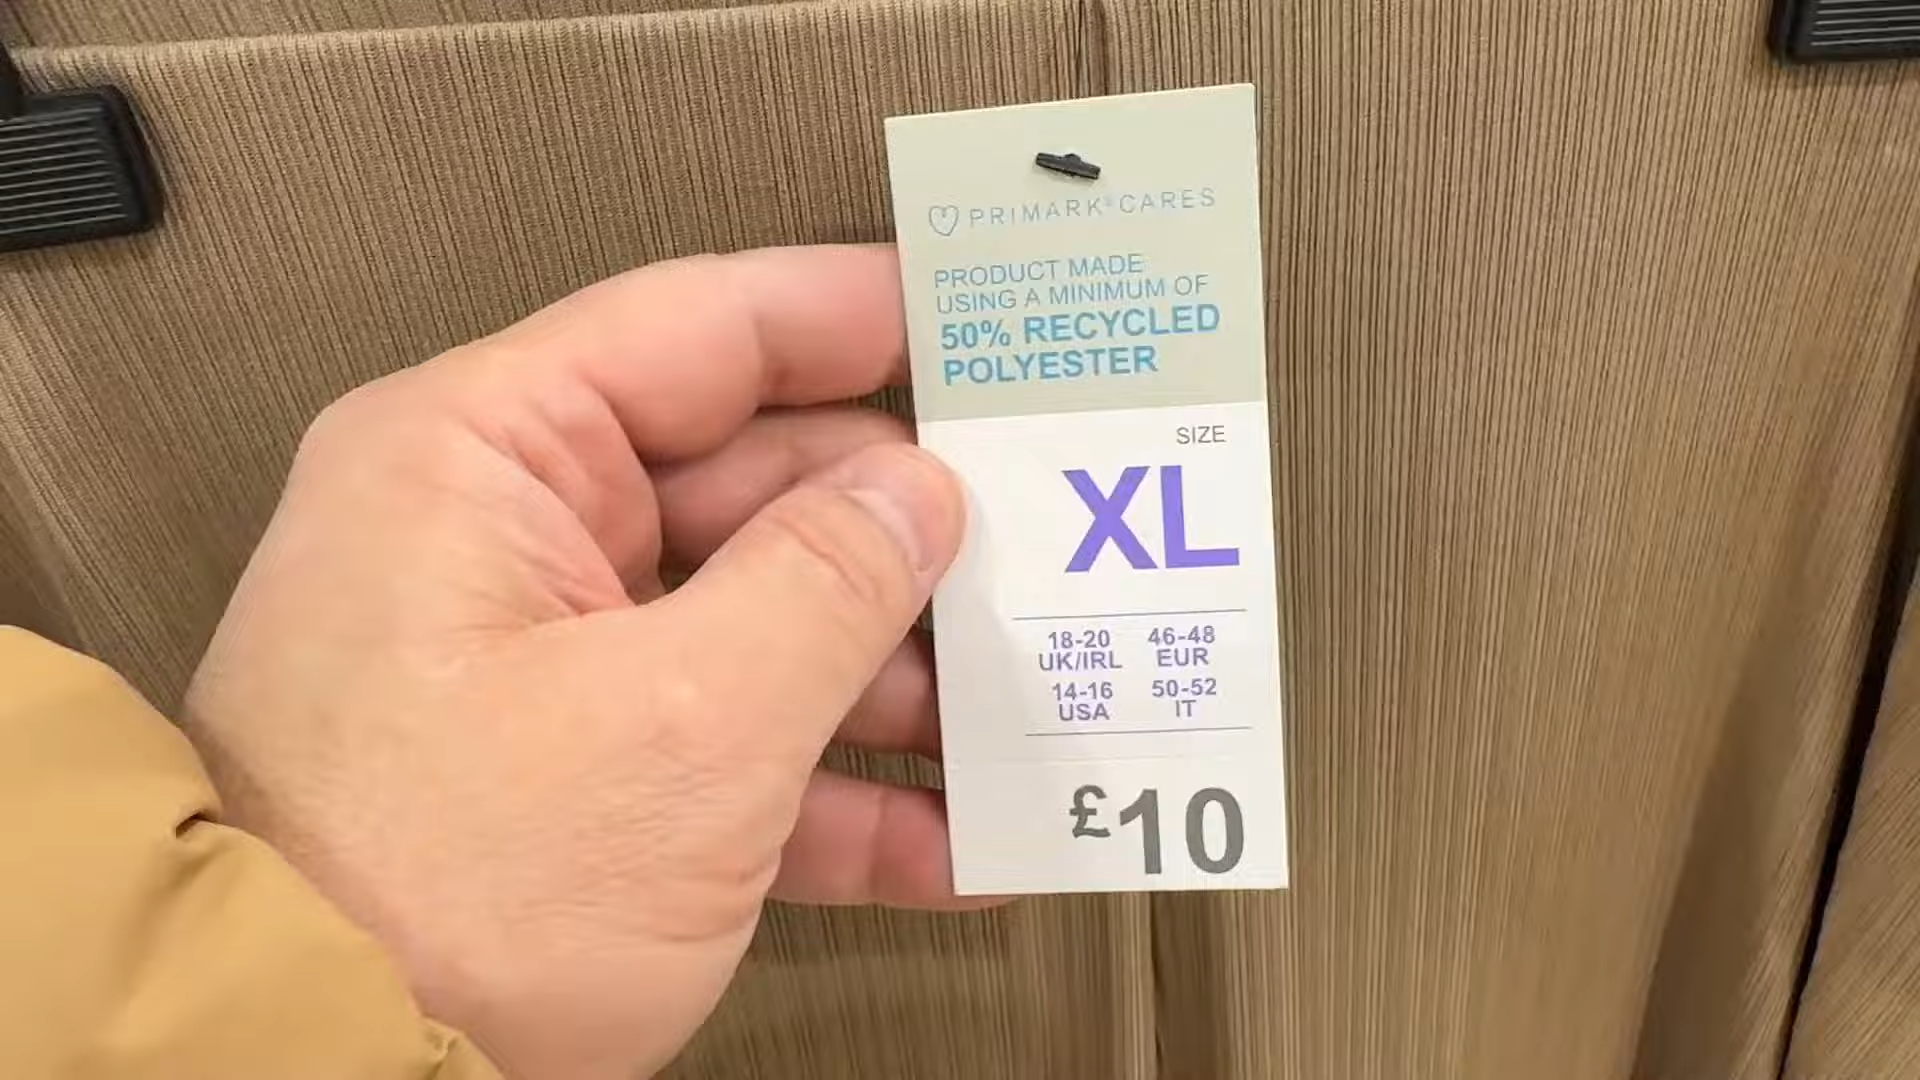 PRIMARK® CARES
PRODUCT MADE
USING A MINIMUM OF
50% RECYCLED
POLYESTER
SIZE
XL
18-20 46-48
UK/IRL EUR
14-16 50-52
USA IT
£10